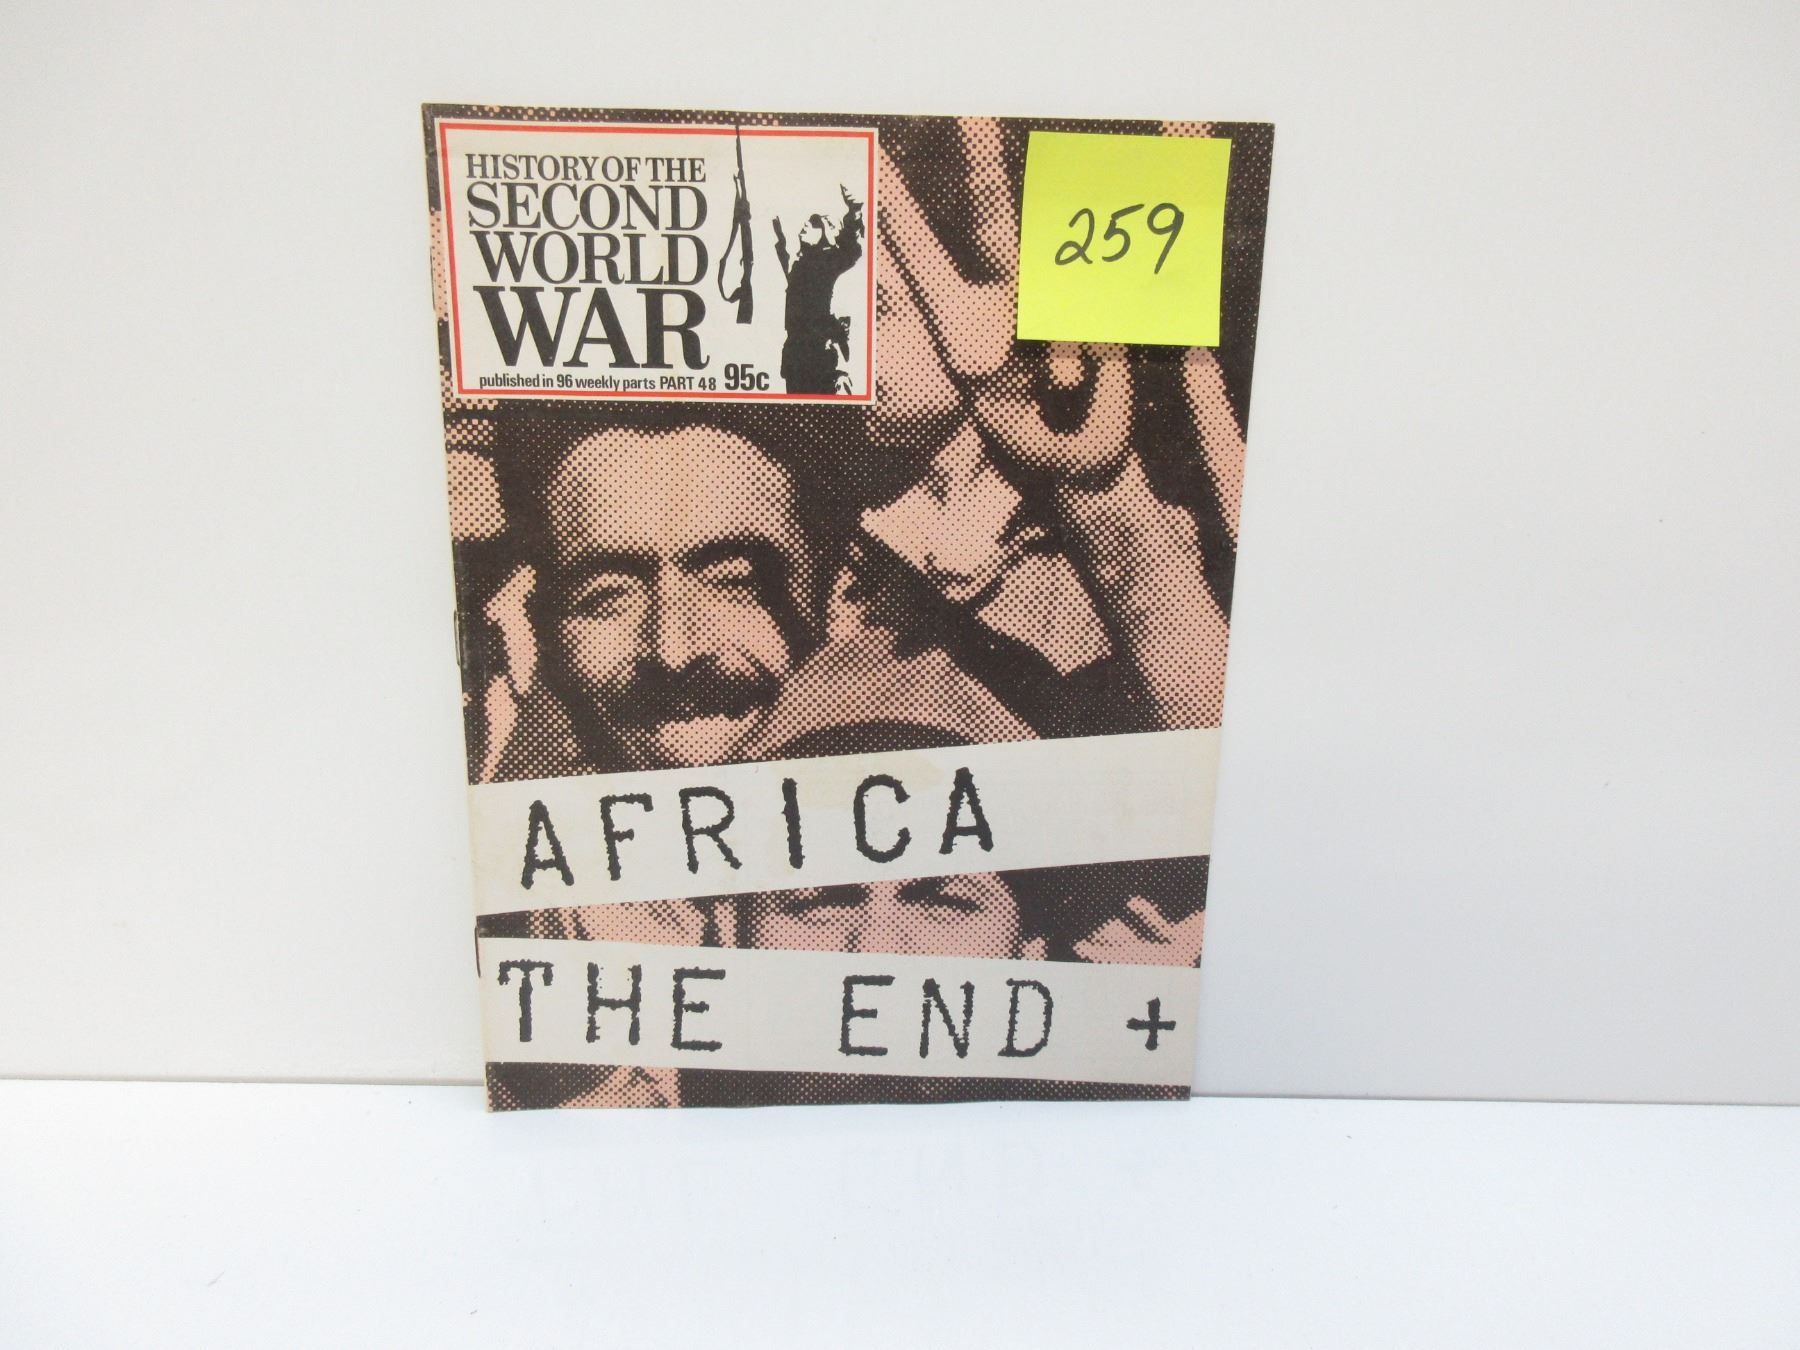 HISTORY OF THE
SECOND
WORLD
WAR
published in 96 weekly parts PART 48 95c
259
AFRICA
THE END +